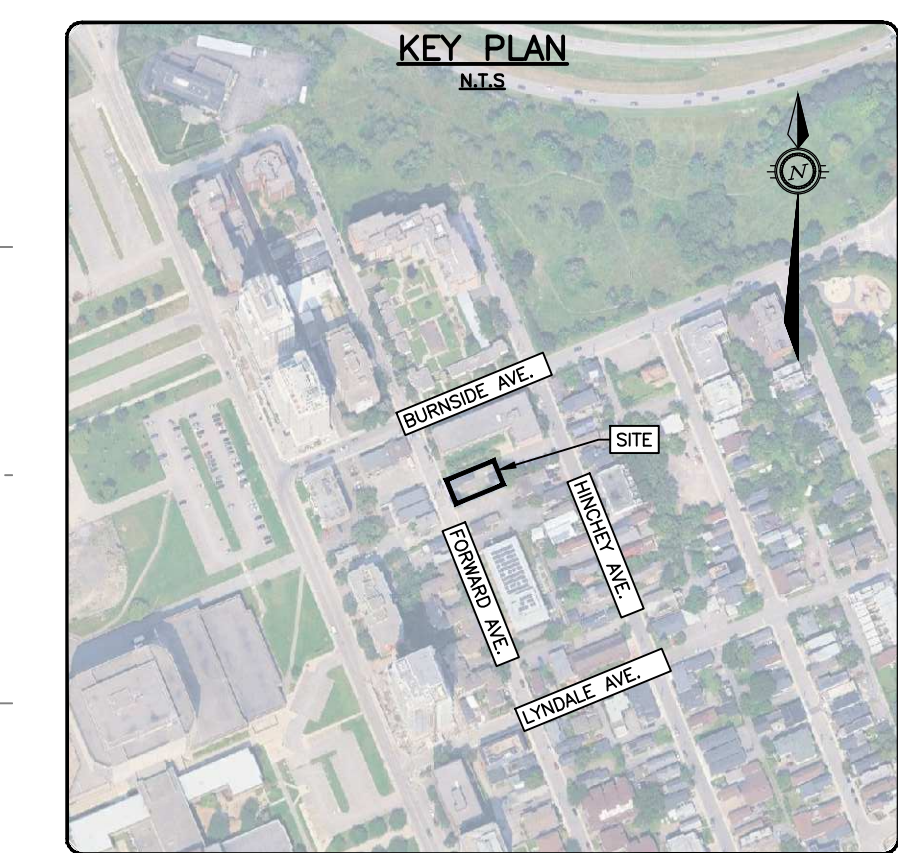 KEY PLAN
N.T.S
N
BURNSIDE AVE.
SITE
HINCHEY AVE.
FORWARD AVE.
LYNDALE AVE.